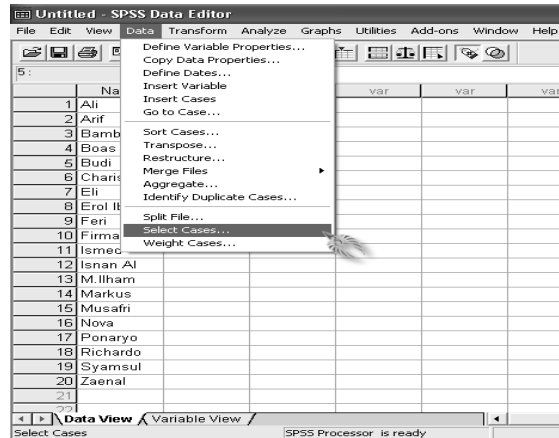 Untitled - SPSS Data Editor
File Edit View Data Transform Analyze Graphs Utilities Add-ons Window Help
5 :
Define Variable Properties...
Copy Data Properties...
Define Dates...
Insert Variable
Insert Cases
Go to Case...
Sort Cases...
Transpose...
Restructure...
Merge Files
Aggregate...
Identify Duplicate Cases...
Split File...
Select Cases...
Weight Cases...
Na var var va
1 Ali
2 Arif
3 Bamb
4 Boas
5 Budi
6 Charis
7 Eli
8 Erol
9 Feri
10 Firma
11 Ismed
12 Isnan Al
13 M.Ilham
14 Markus
15 Musafri
16 Nova
17 Ponaryo
18 Richardo
19 Syamsul
20 Zaenal
21
Data View Variable View
Select Cases SPSS Processor is ready